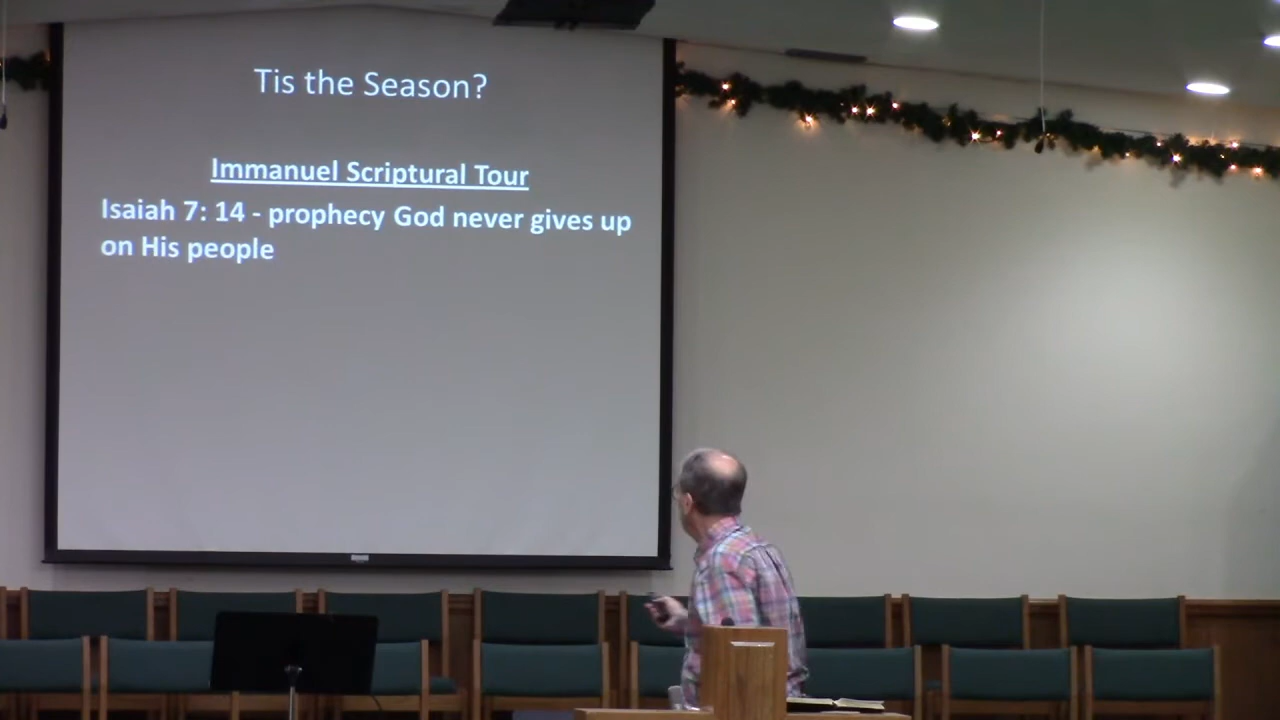 Tis the Season?
Immanuel Scriptural Tour
Isaiah 7: 14 - prophecy God never gives up
on His people